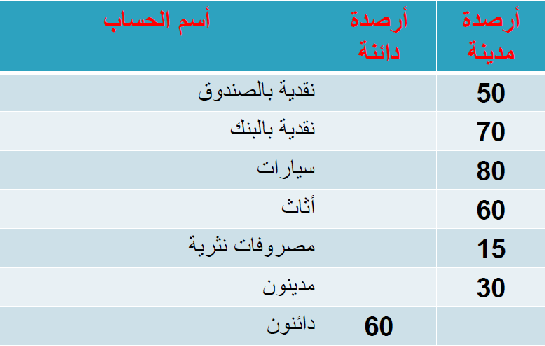 أرصدة مدينة أرصدة دائنة أسم الحساب
50 نقدية بالصندوق
70 نقدية بالبنك
80 سيارات
60 أثاث
15 مصروفات نثرية
30 مدينون
60 دائنون